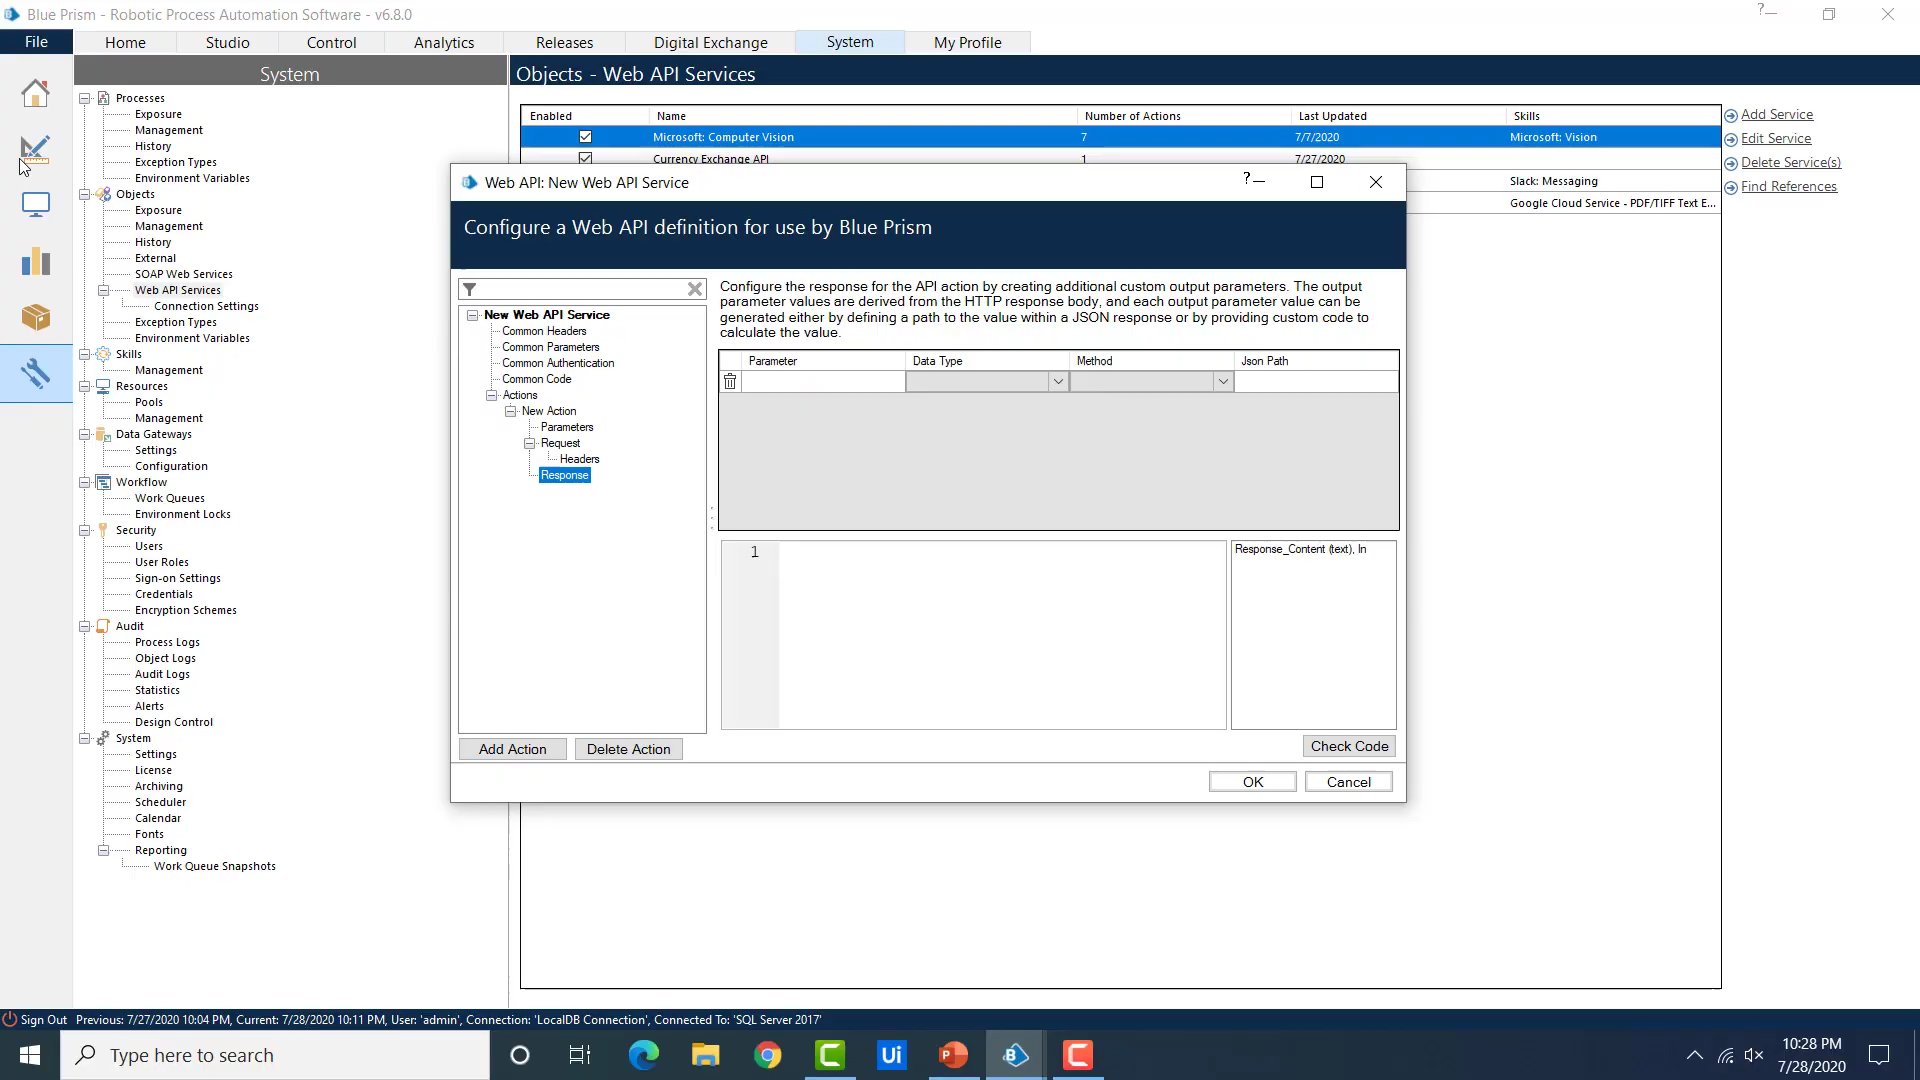 Blue Prism - Robotic Process Automation Software - v6.8.0
File Home Studio Control Analytics Releases Digital Exchange System My Profile
System
Objects - Web API Services
Processes
Exposure
Management
History
Exception Types
Environment Variables
Objects
Exposure
Management
History
External
SOAP Web Services
Web API Services
Connection Settings
Exception Types
Environment Variables
Skills
Management
Resources
Pools
Management
Data Gateways
Settings
Configuration
Workflow
Work Queues
Environment Locks
Security
Users
User Roles
Sign-on Settings
Credentials
Encryption Schemes
Audit
Process Logs
Object Logs
Audit Logs
Statistics
Alerts
Design Control
System
Settings
License
Archiving
Scheduler
Calendar
Fonts
Reporting
Work Queue Snapshots
Enabled Name Number of Actions Last Updated Skills
Microsoft: Computer Vision 7 7/7/2020 Microsoft: Vision
Currency Exchange API 1 7/27/2020
Slack: Messaging
Google Cloud Service - PDF/TIFF Text E...
Add Service
Edit Service
Delete Service(s)
Find References
Web API: New Web API Service
?
Configure a Web API definition for use by Blue Prism
New Web API Service
Common Headers
Common Parameters
Common Authentication
Common Code
Actions
New Action
Parameters
Request
Headers
Response
Configure the response for the API action by creating additional custom output parameters. The output
parameter values are derived from the HTTP response body, and each output parameter value can be
generated either by defining a path to the value within a JSON response or by providing custom code to
calculate the value.
Parameter Data Type Method Json Path
1
Response_Content (text), In
Add Action Delete Action
Check Code
OK Cancel
Sign Out Previous: 7/27/2020 10:04 PM, Current: 7/28/2020 10:11 PM, User: 'admin', Connection: 'LocalDB Connection', Connected To: 'SQL Server 2017'
Type here to search
Ui
10:28 PM
7/28/2020